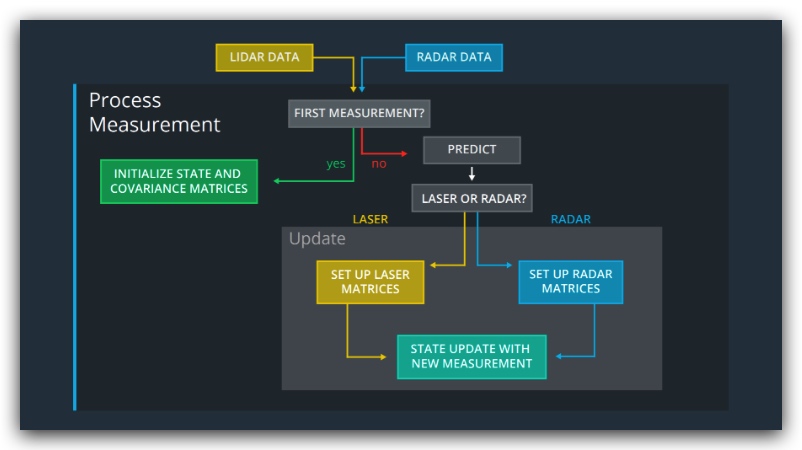 LIDAR DATA
RADAR DATA
Process
Measurement
FIRST MEASUREMENT?
yes
no
PREDICT
INITIALIZE STATE AND
COVARIANCE MATRICES
LASER OR RADAR?
LASER
RADAR
Update
SET UP LASER
MATRICES
SET UP RADAR
MATRICES
STATE UPDATE WITH
NEW MEASUREMENT